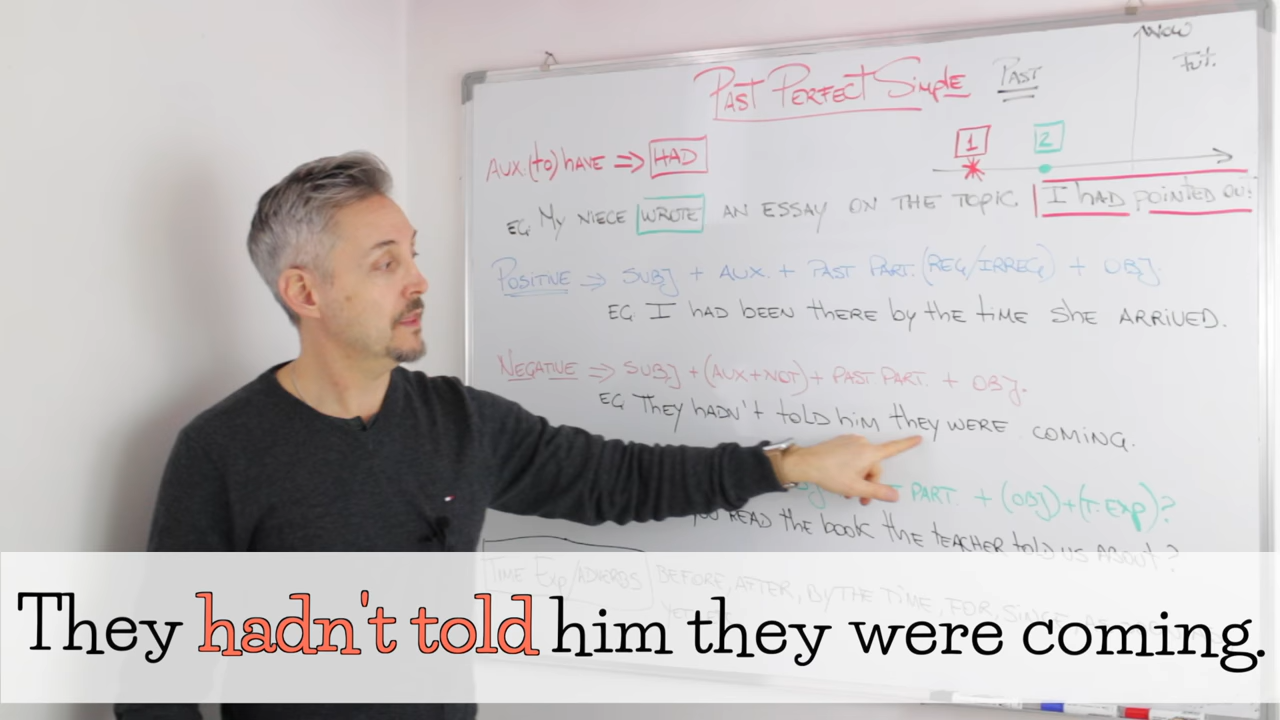 Now
Fut.
Past Perfect Simple Past
Aux. (to) have ⇒ HAD
1 2
EG. My niece WROTE AN ESSAY ON THE TOPIC I HAD POINTED OUT
POSITIVE ⇒ SUBJ + AUX. + PAST PART. (REG/IRREG) + OBJ.
EG. I HAD BEEN THERE by the time she ARRIVED.
NEGATIVE ⇒ SUBJ + (AUX+NOT) + PAST PART. + OBJ.
EG. They HADN'T told him they WERE COMING.
PART. + (OBJ) + (T. EXP)?
you READ the book the TEACHER told us ABOUT?
TIME EXP/ADVERBS BEFORE, AFTER, BY THE TIME, FOR, SINCE,
They hadn't told him they were coming.